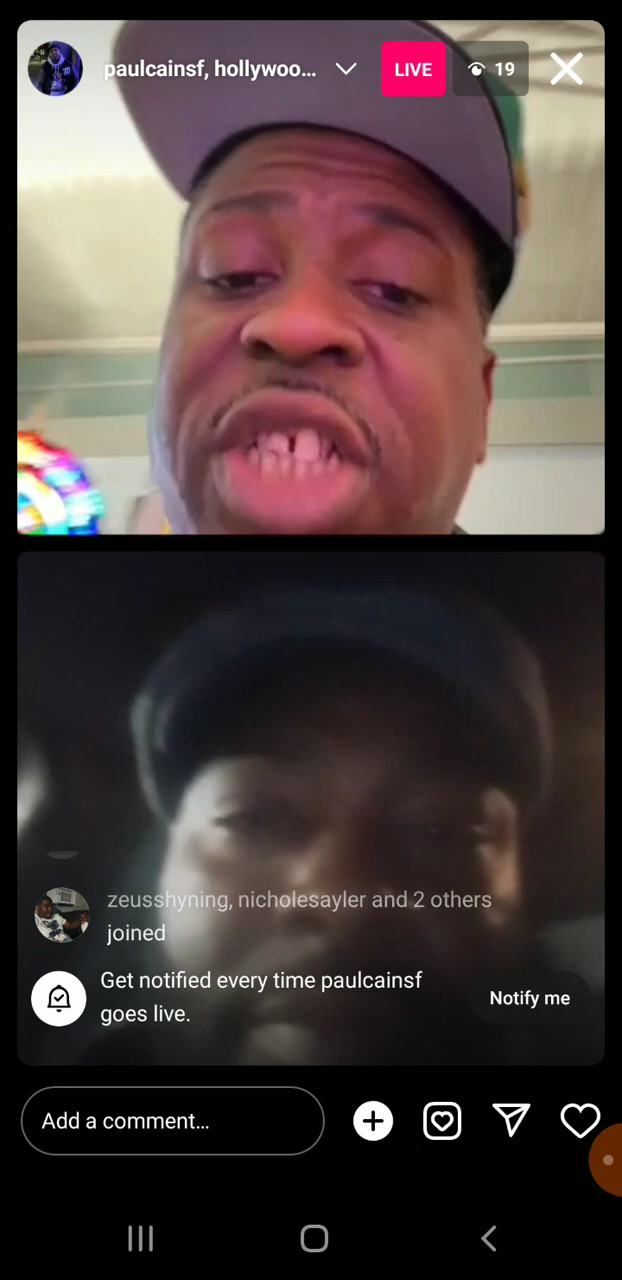 paulcainsf, hollywoo...
LIVE
19
zeusshyning, nicholesayler and 2 others
joined
Get notified every time paulcainsf
goes live.
Notify me
Add a comment...